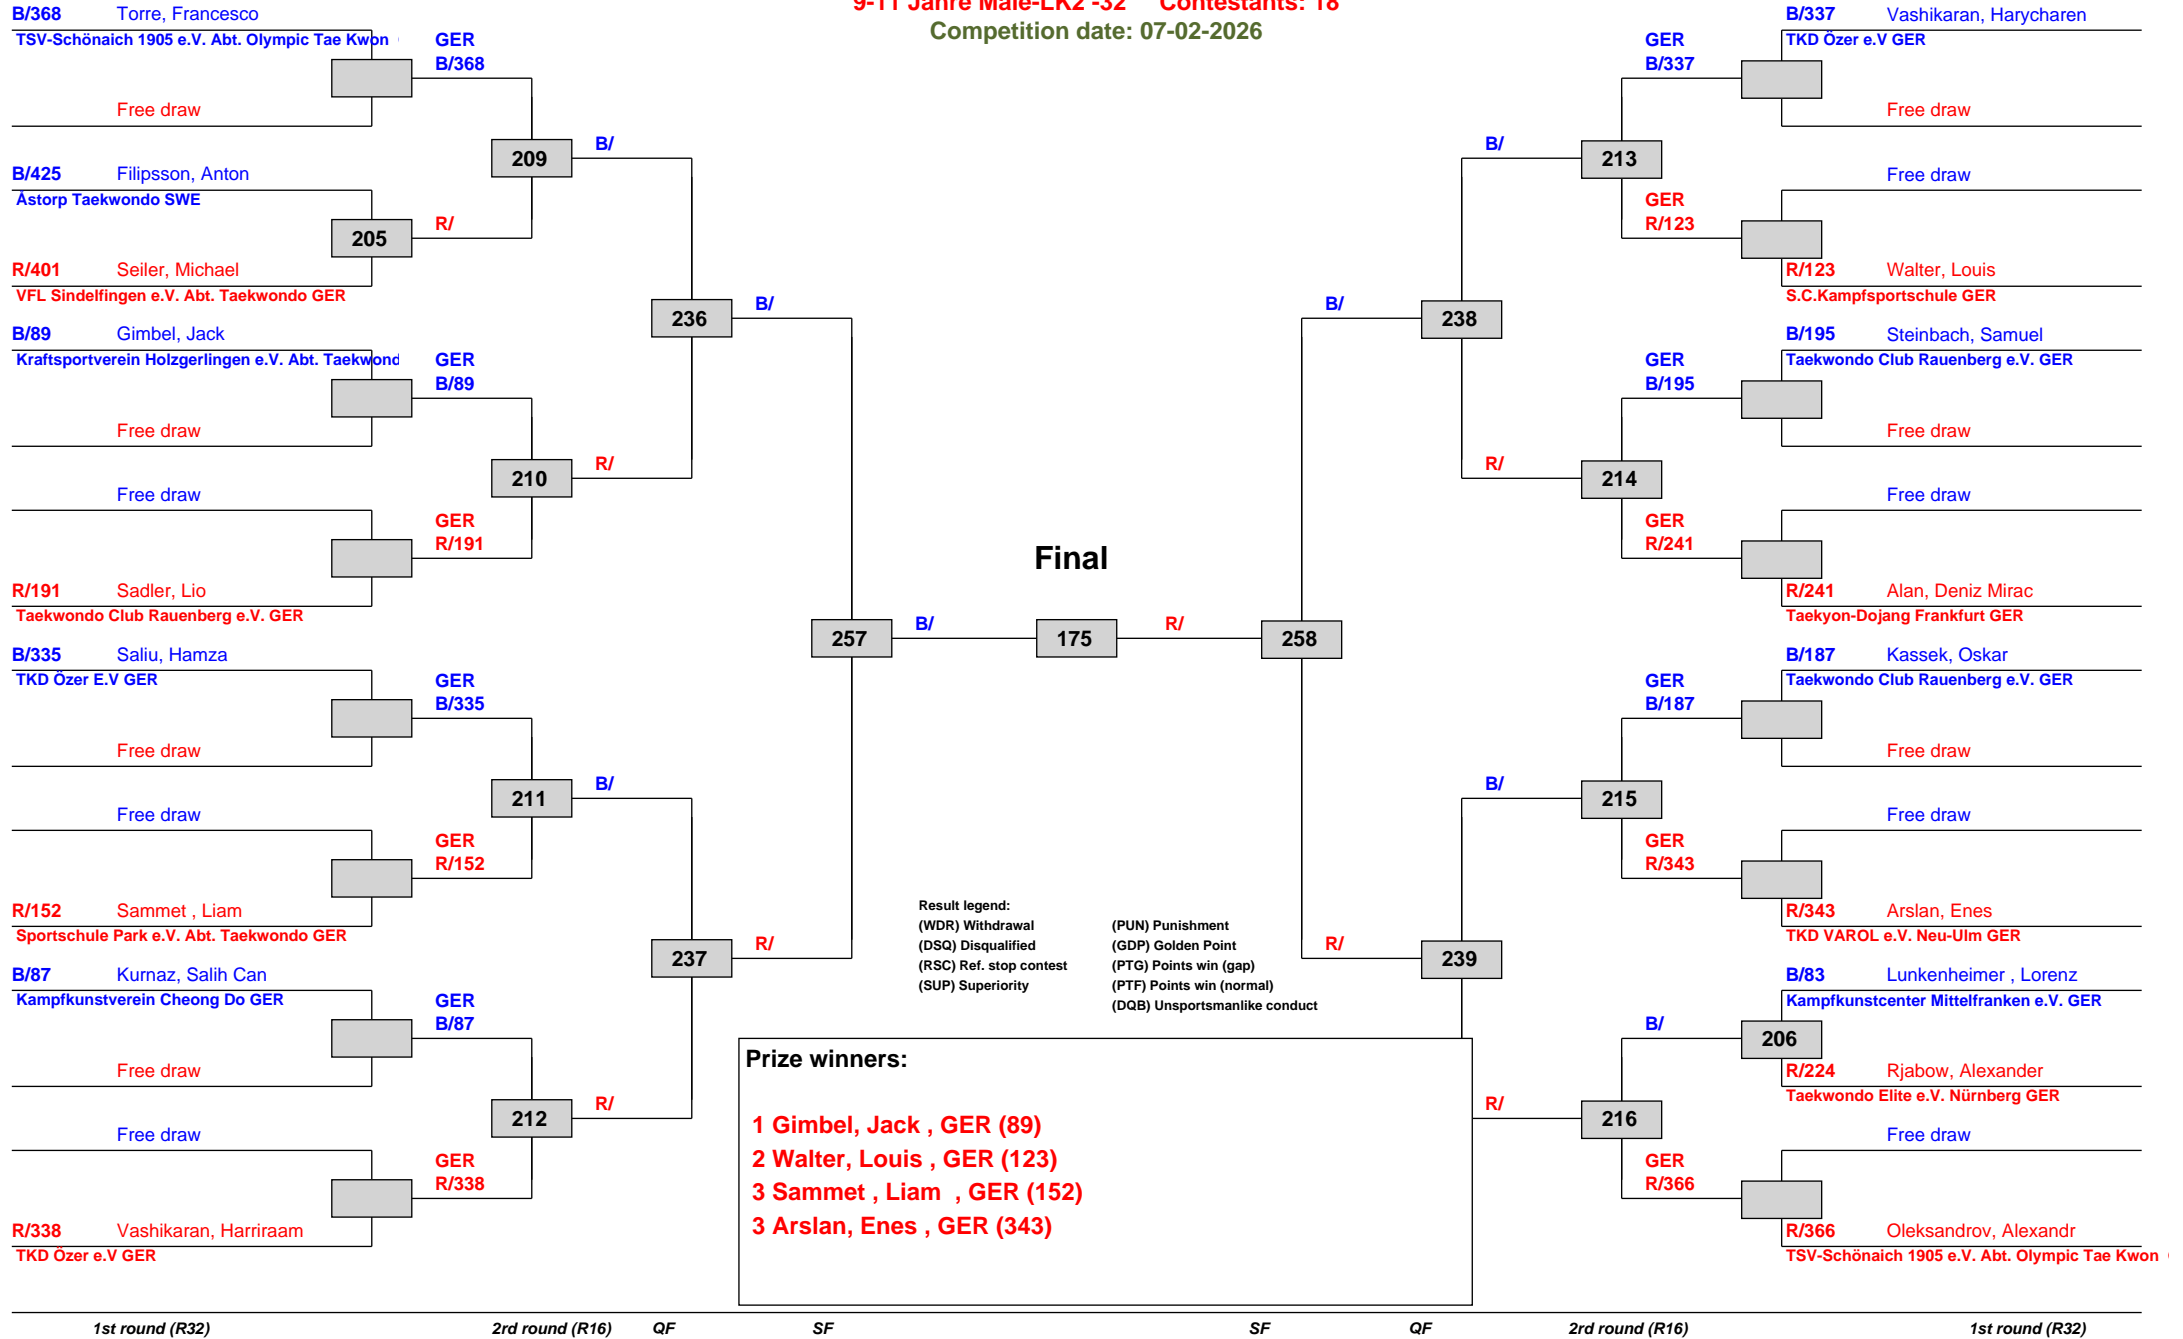 9-11 Jahre Male-LK2 -32 Contestants: 18
Competition date: 07-02-2026
B/368 Torre, Francesco
TSV-Schönaich 1905 e.V. Abt. Olympic Tae Kwon
GER
B/368
Free draw
209
B/
B/425 Filipsson, Anton
Åstorp Taekwondo SWE
205
R/
R/401 Seiler, Michael
VFL Sindelfingen e.V. Abt. Taekwondo GER
236
B/
B/89 Gimbel, Jack
Kraftsportverein Holzgerlingen e.V. Abt. Taekwond
GER
B/89
Free draw
210
R/
Free draw
GER
R/191
R/191 Sadler, Lio
Taekwondo Club Rauenberg e.V. GER
257
B/
B/335 Saliu, Hamza
TKD Özer E.V GER
GER
B/335
Free draw
211
B/
Free draw
GER
R/152
R/152 Sammet , Liam
Sportschule Park e.V. Abt. Taekwondo GER
237
R/
B/87 Kurnaz, Salih Can
Kampfkunstverein Cheong Do GER
GER
B/87
Free draw
212
R/
Free draw
GER
R/338
R/338 Vashikaran, Harriraam
TKD Özer e.V GER
Final
175
R/
258
B/337 Vashikaran, Harycharen
TKD Özer e.V GER
GER
B/337
Free draw
B/
213
Free draw
GER
R/123
R/123 Walter, Louis
S.C.Kampfsportschule GER
B/
238
B/195 Steinbach, Samuel
Taekwondo Club Rauenberg e.V. GER
GER
B/195
Free draw
R/
214
Free draw
GER
R/241
R/241 Alan, Deniz Mirac
Taekyon-Dojang Frankfurt GER
B/187 Kassek, Oskar
Taekwondo Club Rauenberg e.V. GER
GER
B/187
Free draw
B/
215
Free draw
GER
R/343
R/343 Arslan, Enes
TKD VAROL e.V. Neu-Ulm GER
R/
239
B/83 Lunkenheimer , Lorenz
Kampfkunstcenter Mittelfranken e.V. GER
B/
206
R/224 Rjabow, Alexander
Taekwondo Elite e.V. Nürnberg GER
R/
216
Free draw
GER
R/366
R/366 Oleksandrov, Alexandr
TSV-Schönaich 1905 e.V. Abt. Olympic Tae Kwon
Result legend:
(WDR) Withdrawal (PUN) Punishment
(DSQ) Disqualified (GDP) Golden Point
(RSC) Ref. stop contest (PTG) Points win (gap)
(SUP) Superiority (PTF) Points win (normal)
(DQB) Unsportsmanlike conduct
Prize winners:
1 Gimbel, Jack , GER (89)
2 Walter, Louis , GER (123)
3 Sammet , Liam , GER (152)
3 Arslan, Enes , GER (343)
1st round (R32) 2rd round (R16) QF SF SF QF 2rd round (R16) 1st round (R32)